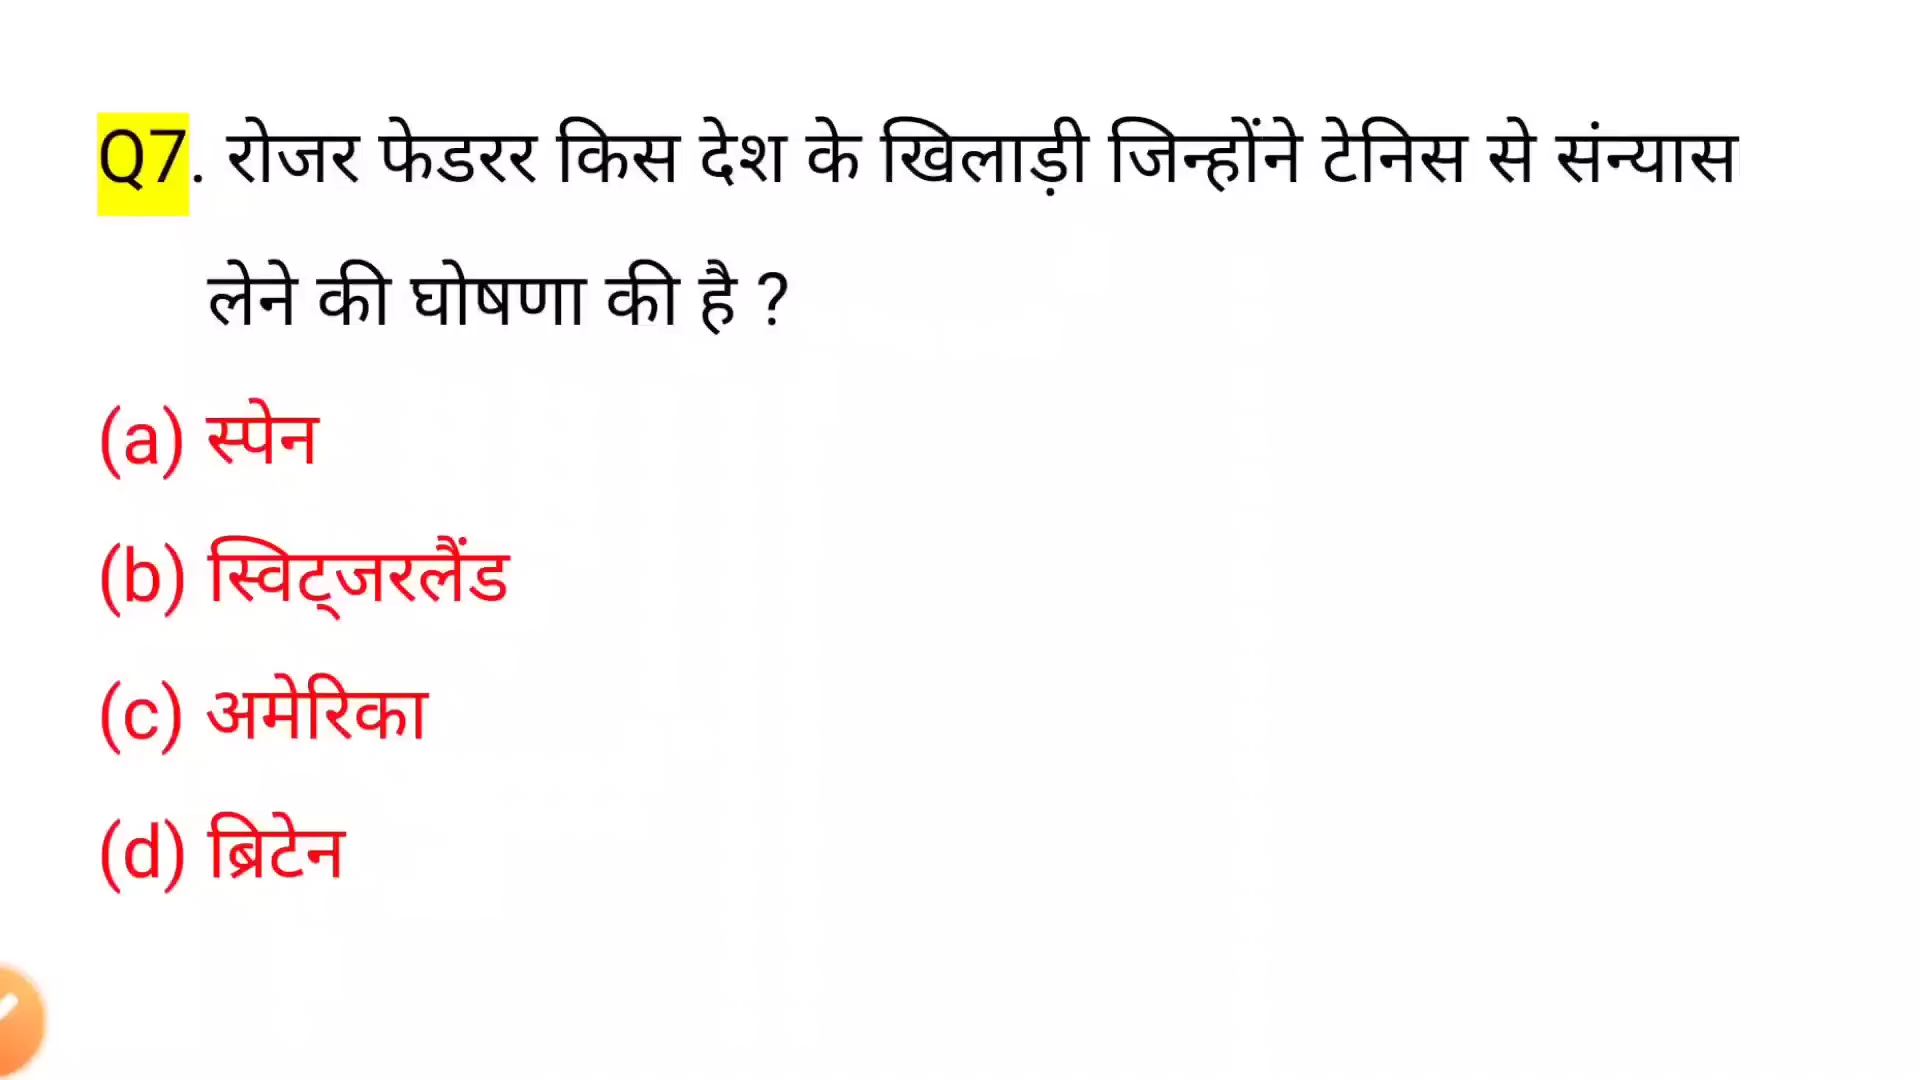 Q7. रोजर फेडरर किस देश के खिलाड़ी जिन्होंने टेनिस से संन्यास
लेने की घोषणा की है ?
(a) स्पेन
(b) स्विट्जरलैंड
(c) अमेरिका
(d) ब्रिटेन